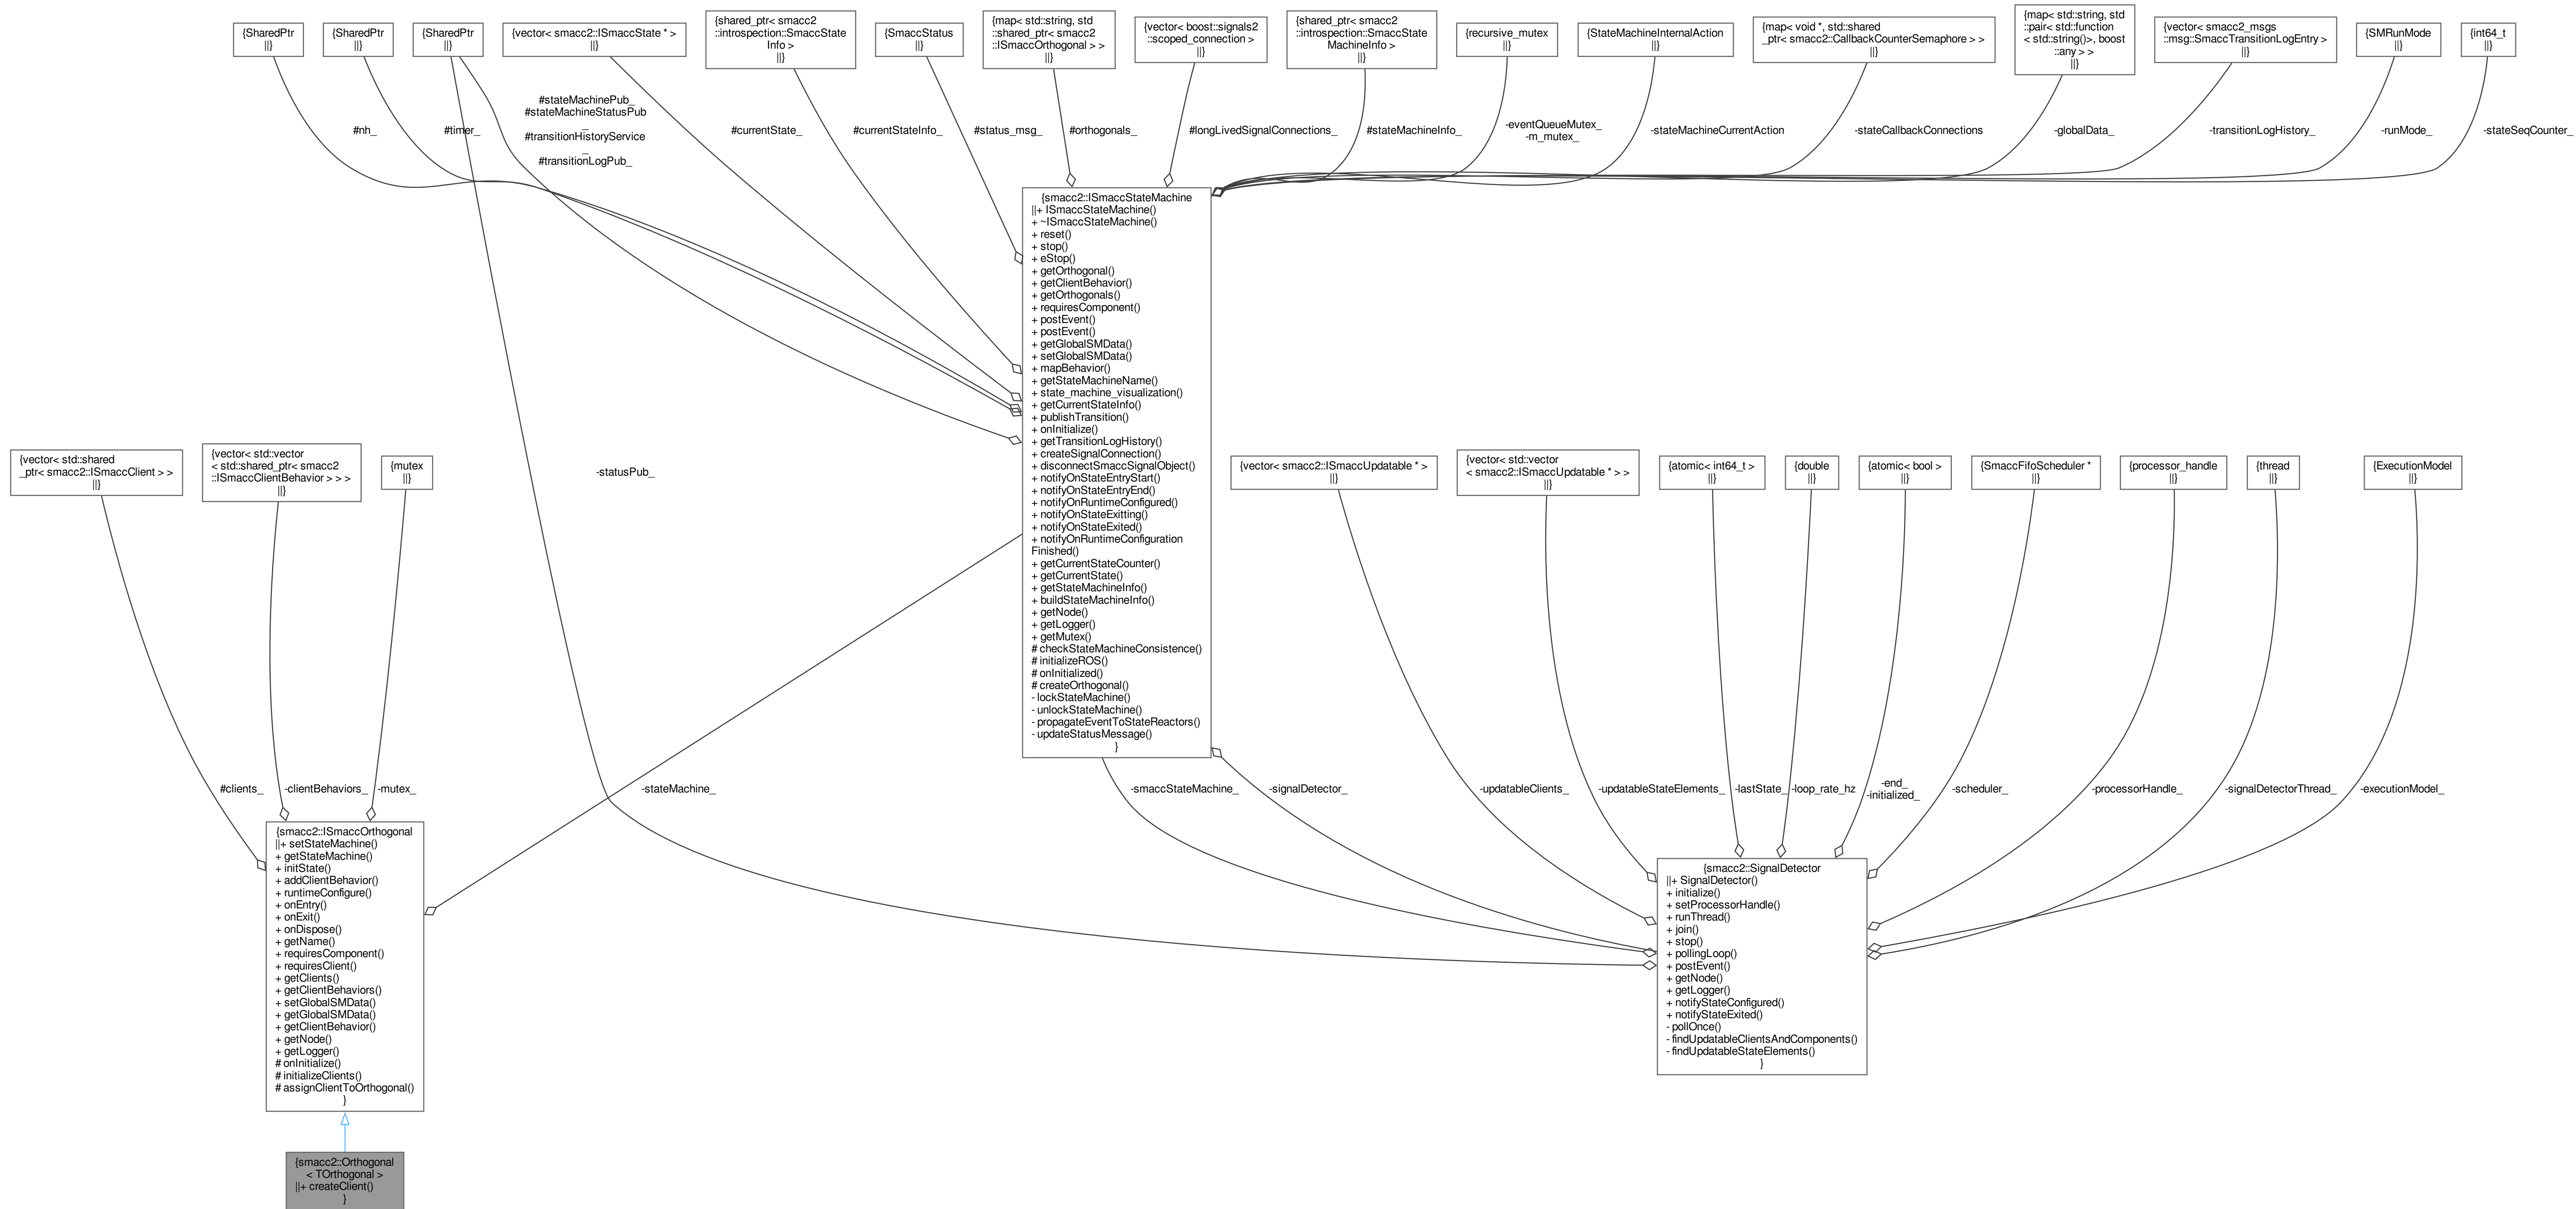 {SharedPtr
||}
{SharedPtr
||}
{SharedPtr
||}
{vector< smacc2::ISmaccState * >
||}
{shared_ptr< smacc2
::introspection::SmaccState
Info >
||}
{SmaccStatus
||}
{map< std::string, std
::shared_ptr< smacc2
::ISmaccOrthogonal > >
||}
{vector< boost::signals2
::scoped_connection >
||}
{shared_ptr< smacc2
::introspection::SmaccState
MachineInfo >
||}
{recursive_mutex
||}
{StateMachineInternalAction
||}
{map< void *, std::shared
_ptr< smacc2::CallbackCounterSemaphore > >
||}
{map< std::string, std
::pair< std::function
< std::string()>, boost
::any > >
||}
{vector< smacc2_msgs
::msg::SmaccTransitionLogEntry >
||}
{SMRunMode
||}
{int64_t
||}
#nh_
#timer_
#stateMachinePub_
#stateMachineStatusPub
_
#transitionHistoryService
_
#transitionLogPub_
#currentState_
#currentStateInfo_
#status_msg_
#orthogonals_
#longLivedSignalConnections_
#stateMachineInfo_
-eventQueueMutex_
-m_mutex_
-stateMachineCurrentAction
-stateCallbackConnections
-globalData_
-transitionLogHistory_
-runMode_
-stateSeqCounter_
{smacc2::ISmaccStateMachine
||+ ISmaccStateMachine()
+ ~ISmaccStateMachine()
+ reset()
+ stop()
+ eStop()
+ getOrthogonal()
+ getClientBehavior()
+ getOrthogonals()
+ requiresComponent()
+ postEvent()
+ postEvent()
+ getGlobalSMData()
+ setGlobalSMData()
+ mapBehavior()
+ getStateMachineName()
+ state_machine_visualization()
+ getCurrentStateInfo()
+ publishTransition()
+ onInitialize()
+ getTransitionLogHistory()
+ createSignalConnection()
+ disconnectSmaccSignalObject()
+ notifyOnStateEntryStart()
+ notifyOnStateEntryEnd()
+ notifyOnRuntimeConfigured()
+ notifyOnStateExitting()
+ notifyOnStateExited()
+ notifyOnRuntimeConfiguration
Finished()
+ getCurrentStateCounter()
+ getCurrentState()
+ getStateMachineInfo()
+ buildStateMachineInfo()
+ getNode()
+ getLogger()
+ getMutex()
# checkStateMachineConsistence()
# initializeROS()
# onInitialized()
# createOrthogonal()
- lockStateMachine()
- unlockStateMachine()
- propagateEventToStateReactors()
- updateStatusMessage()
}
{vector< std::shared
_ptr< smacc2::ISmaccClient > >
||}
{vector< std::vector
< std::shared_ptr< smacc2
::ISmaccClientBehavior > > >
||}
{mutex
||}
-statusPub_
{vector< smacc2::ISmaccUpdatable * >
||}
{vector< std::vector
< smacc2::ISmaccUpdatable * > >
||}
{atomic< int64_t >
||}
{double
||}
{atomic< bool >
||}
{SmaccFifoScheduler *
||}
{processor_handle
||}
{thread
||}
{ExecutionModel
||}
#clients_
-clientBehaviors_
-mutex_
-stateMachine_
-smaccStateMachine_
-signalDetector_
-updatableClients_
-updatableStateElements_
-lastState_
-loop_rate_hz
-end_
-initialized_
-scheduler_
-processorHandle_
-signalDetectorThread_
-executionModel_
{smacc2::ISmaccOrthogonal
||+ setStateMachine()
+ getStateMachine()
+ initState()
+ addClientBehavior()
+ runtimeConfigure()
+ onEntry()
+ onExit()
+ onDispose()
+ getName()
+ requiresComponent()
+ requiresClient()
+ getClients()
+ getClientBehaviors()
+ setGlobalSMData()
+ getGlobalSMData()
+ getClientBehavior()
+ getNode()
+ getLogger()
# onInitialize()
# initializeClients()
# assignClientToOrthogonal()
}
{smacc2::SignalDetector
||+ SignalDetector()
+ initialize()
+ setProcessorHandle()
+ runThread()
+ join()
+ stop()
+ pollingLoop()
+ postEvent()
+ getNode()
+ getLogger()
+ notifyStateConfigured()
+ notifyStateExited()
- pollOnce()
- findUpdatableClientsAndComponents()
- findUpdatableStateElements()
}
{smacc2::Orthogonal
< TOrthogonal >
||+ createClient()
}